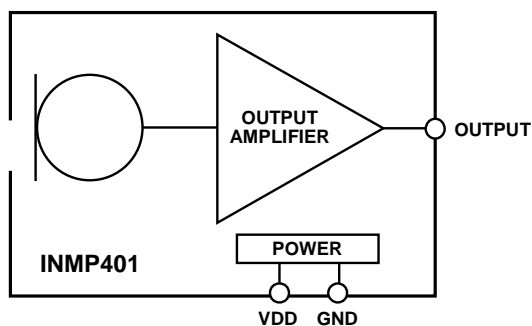 OUTPUT
AMPLIFIER
OUTPUT
POWER
INMP401
VDD GND